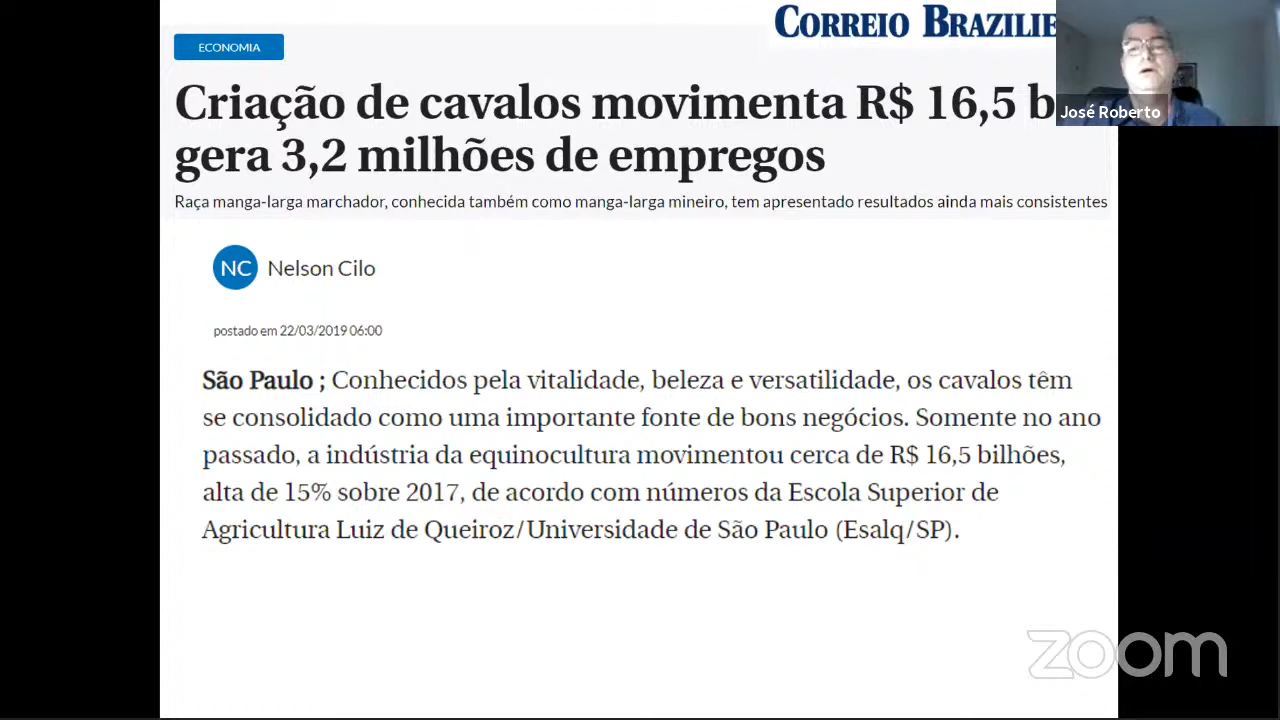 CORREIO BRAZILIE
ECONOMIA
Criação de cavalos movimenta R$ 16,5 b
gera 3,2 milhões de empregos
Raça manga-larga marchador, conhecida também como manga-larga mineiro, tem apresentado resultados ainda mais consistentes
José Roberto
NC Nelson Cilo
postado em 22/03/2019 06:00
São Paulo ; Conhecidos pela vitalidade, beleza e versatilidade, os cavalos têm
se consolidado como uma importante fonte de bons negócios. Somente no ano
passado, a indústria da equinocultura movimentou cerca de R$ 16,5 bilhões,
alta de 15% sobre 2017, de acordo com números da Escola Superior de
Agricultura Luiz de Queiroz/Universidade de São Paulo (Esalq/SP).
zoom